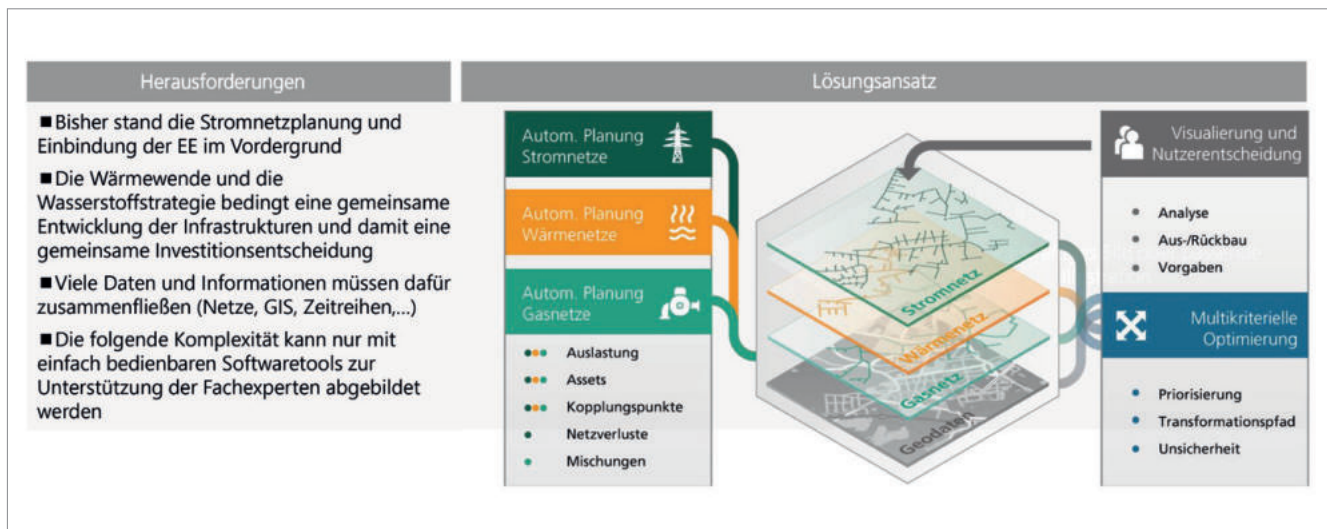 Herausforderungen
■ Bisher stand die Stromnetzplanung und
Einbindung der EE im Vordergrund
■ Die Wärmewende und die
Wasserstoffstrategie bedingt eine gemeinsame
Entwicklung der Infrastrukturen und damit eine
gemeinsame Investitionsentscheidung
■ Viele Daten und Informationen müssen dafür
zusammenfließen (Netze, GIS, Zeitreihen,...)
■ Die folgende Komplexität kann nur mit
einfach bedienbaren Softwaretools zur
Unterstützung der Fachexperten abgebildet
werden
Lösungsansatz
Autom. Planung
Stromnetze
Autom. Planung
Wärmenetze
Autom. Planung
Gasnetze
Auslastung
Assets
Kopplungspunkte
Netzverluste
Mischungen
Stromnetz
Wärmenetz
Gasnetz
Geodaten
Visualierung und
Nutzerentscheidung
• Analyse
• Aus-/Rückbau
• Vorgaben
Multikriterielle
Optimierung
• Priorisierung
• Transformationspfad
• Unsicherheit